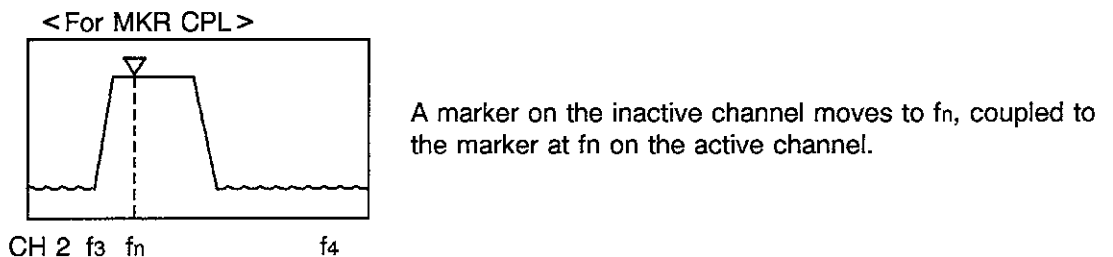 <For MKR CPL>
A marker on the inactive channel moves to fn, coupled to
the marker at fn on the active channel.
CH 2 f3 fn f4